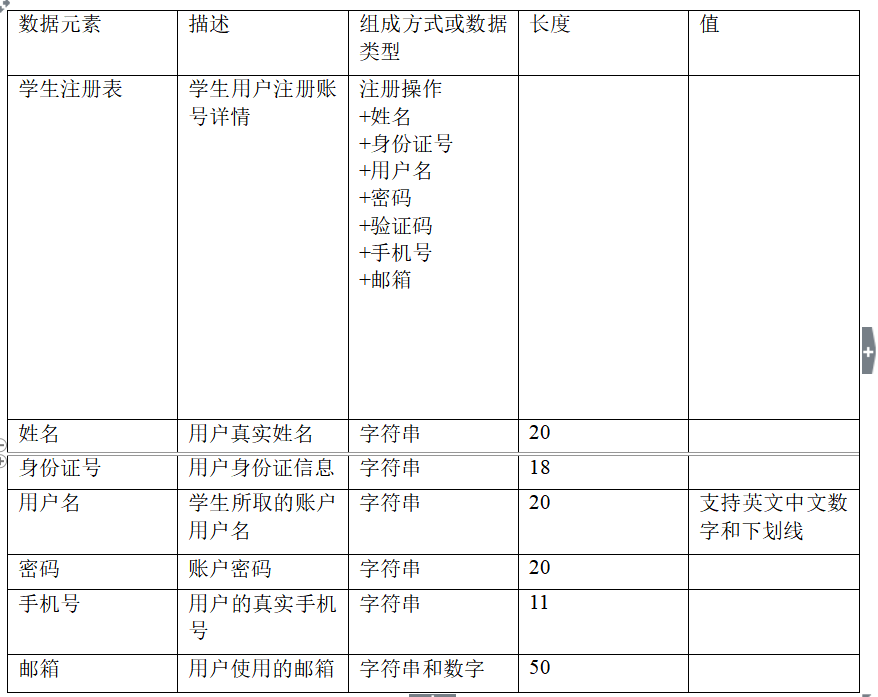 数据元素
描述
组成方式或数据
类型
长度
值
学生注册表
学生用户注册账
号详情
注册操作
+姓名
+身份证号
+用户名
+密码
+验证码
+手机号
+邮箱
姓名
用户真实姓名
字符串
20
身份证号
用户身份证信息
字符串
18
用户名
学生所取的账户
用户名
字符串
20
支持英文中文数
字和下划线
密码
账户密码
字符串
20
手机号
用户的真实手机
号
字符串
11
邮箱
用户使用的邮箱
字符串和数字
50